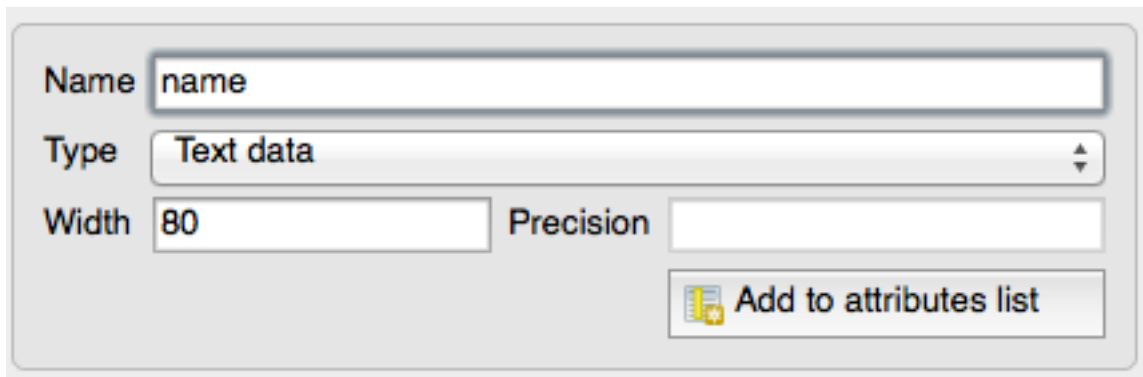 Name name
Type Text data
Width 80 Precision
Add to attributes list